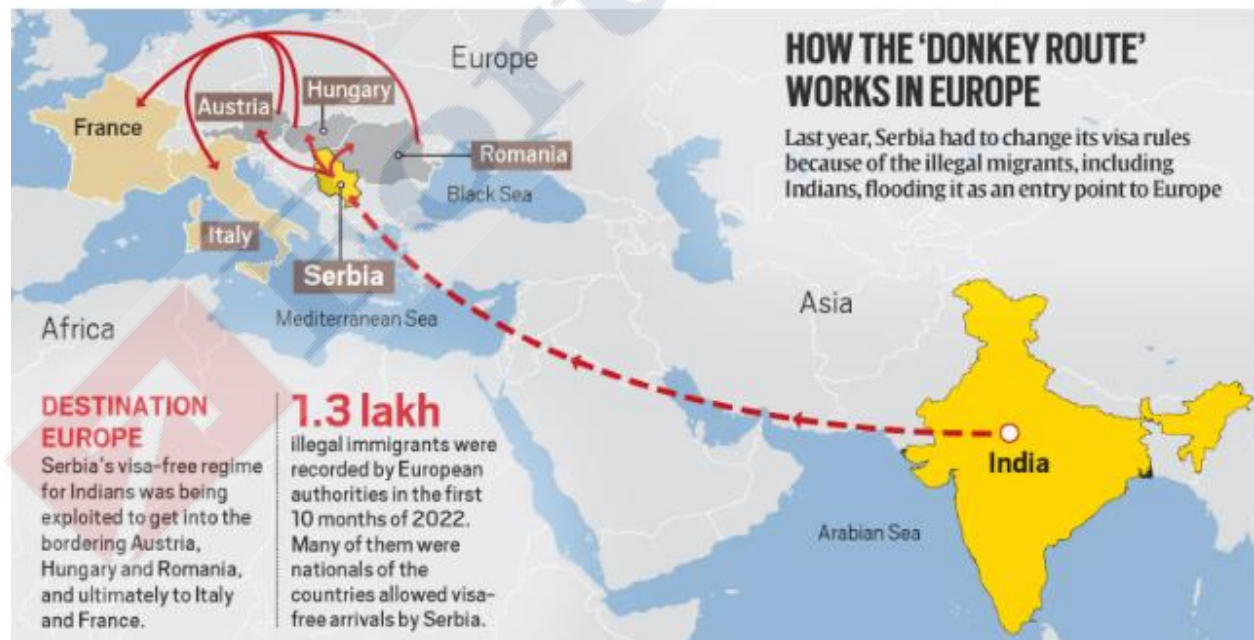 HOW THE 'DONKEY ROUTE'
WORKS IN EUROPE
Last year, Serbia had to change its visa rules
because of the illegal migrants, including
Indians, flooding it as an entry point to Europe
Europe
Hungary
Austria
France
Romania
Black Sea
Italy
Serbia
Mediterranean Sea
Africa
Asia
India
Arabian Sea
DESTINATION
EUROPE
Serbia's visa-free regime
for Indians was being
exploited to get into the
bordering Austria,
Hungary and Romania,
and ultimately to Italy
and France.
1.3 lakh
illegal immigrants were
recorded by European
authorities in the first
10 months of 2022.
Many of them were
nationals of the
countries allowed visa-
free arrivals by Serbia.